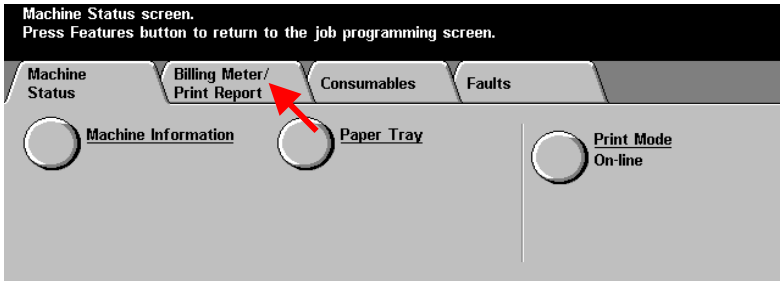 Machine Status screen.
Press Features button to return to the job programming screen.
Machine
Status
Billing Meter/
Print Report
Consumables
Faults
Machine Information
Paper Tray
Print Mode
On-line